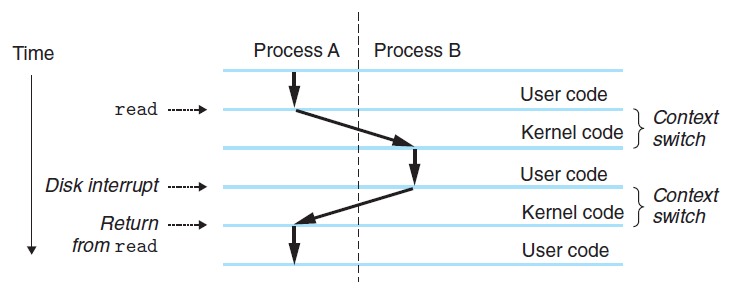 Time
Process A
Process B
User code
read
Kernel code
Context
switch
User code
Disk interrupt
Kernel code
Context
switch
Return
from read
User code